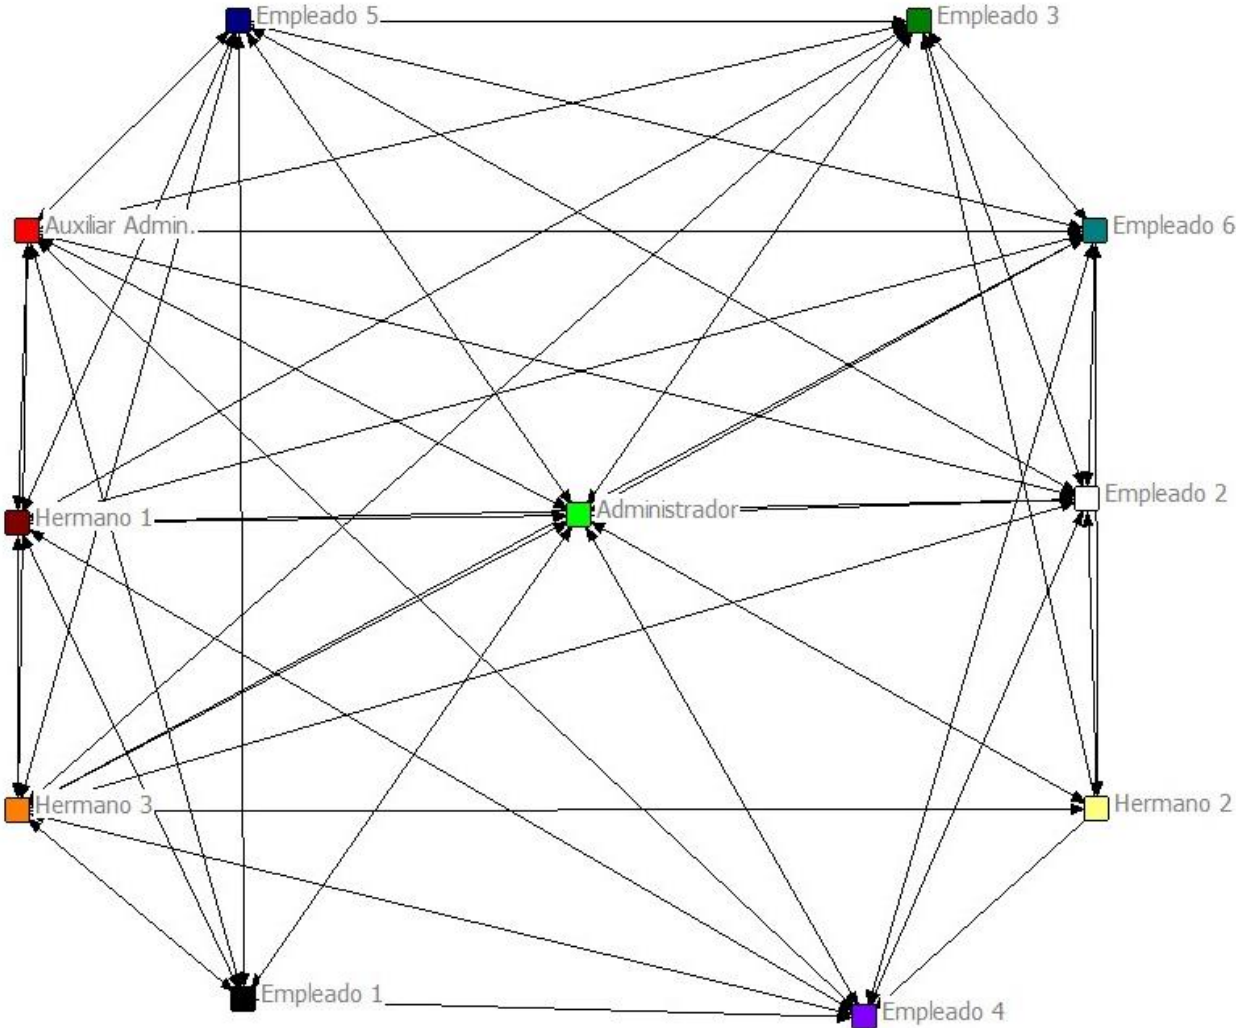 Empleado 5
Empleado 3
Auxiliar Admin.
Empleado 6
Hermano 1
Administrador
Empleado 2
Hermano 3
Hermano 2
Empleado 1
Empleado 4